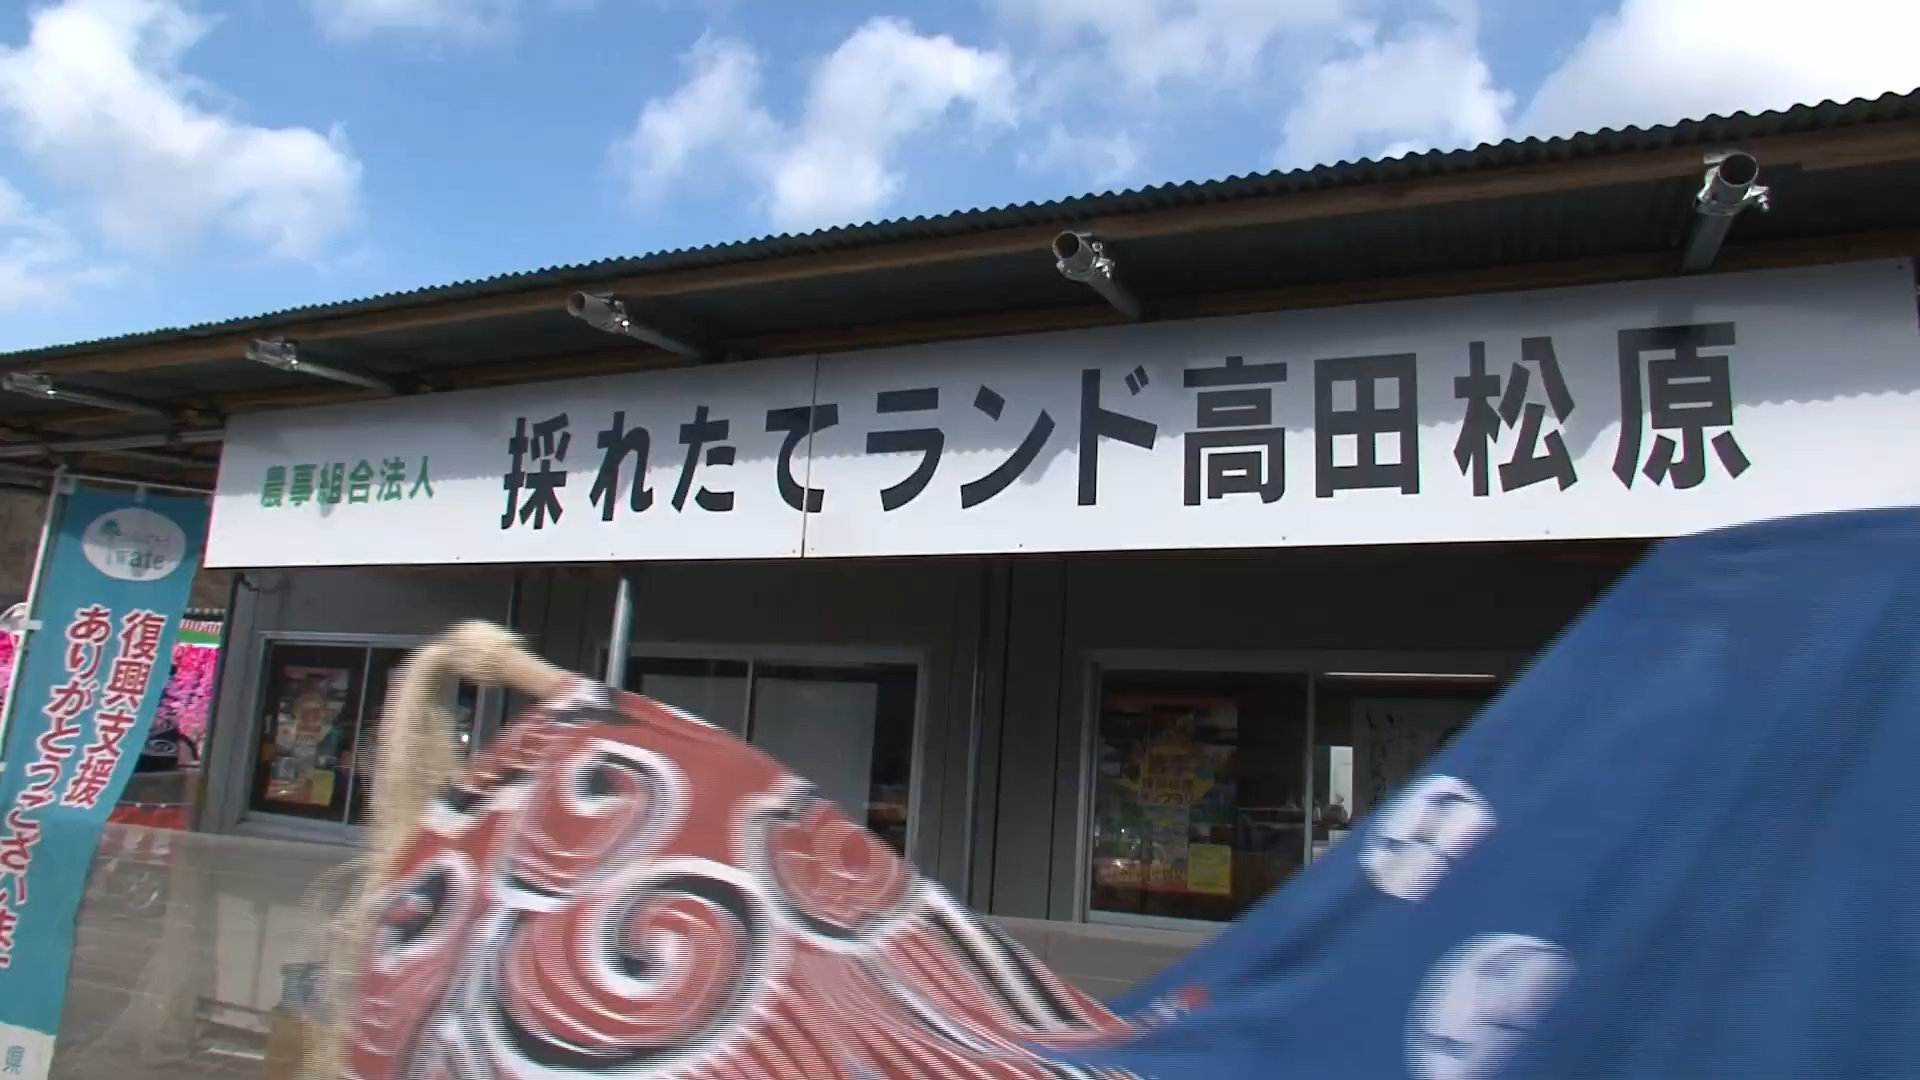 農事組合法人 採れたてランド高田松原
iwate
復興支援
ありがとうございま
県